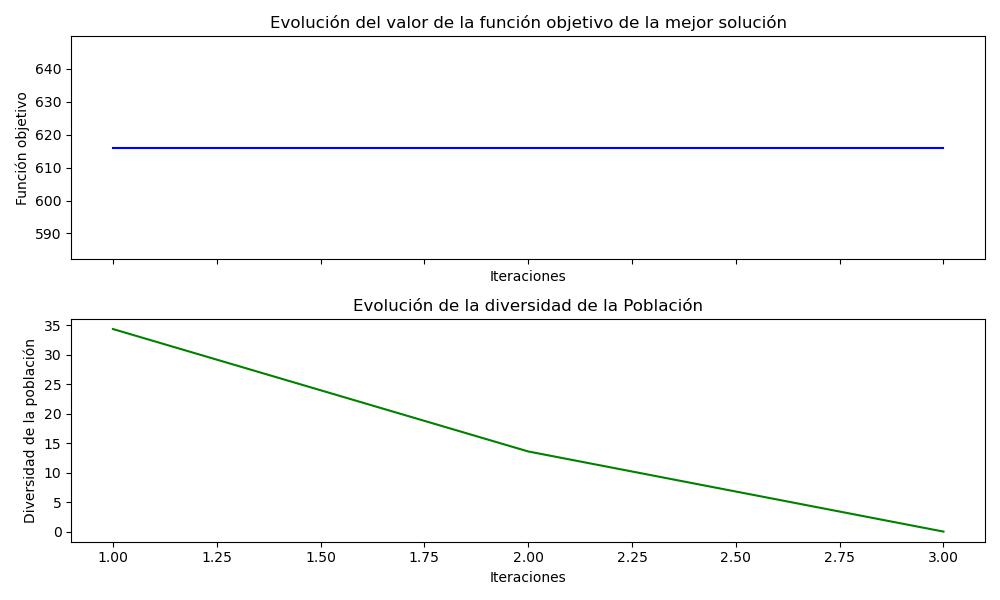 Evolución del valor de la función objetivo de la mejor solución
Función objetivo
640
630
620
610
600
590
Iteraciones
Evolución de la diversidad de la Población
Diversidad de la población
35
30
25
20
15
10
5
0
1.00 1.25 1.50 1.75 2.00 2.25 2.50 2.75 3.00
Iteraciones